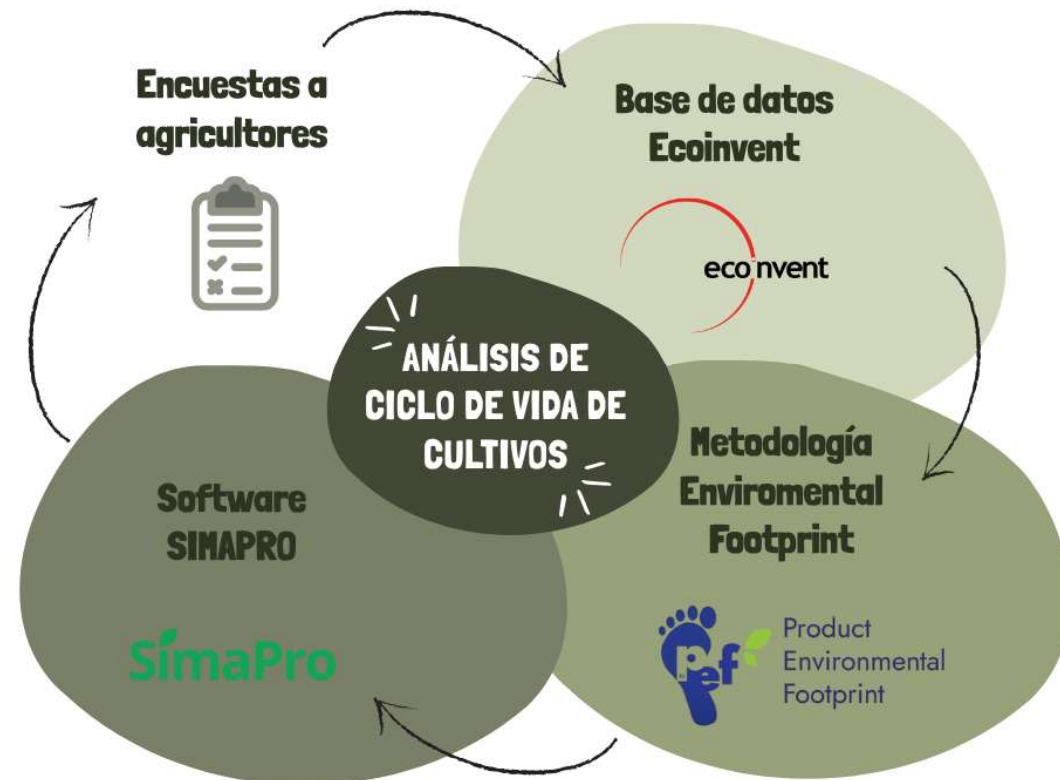 Encuestas a
agricultores
Base de datos
Ecoinvent
ecoinvent
ANÁLISIS DE
CICLO DE VIDA DE
CULTIVOS
Metodología
Enviromental
Footprint
pef
Product
Environmental
Footprint
Software
SIMAPRO
SimaPro